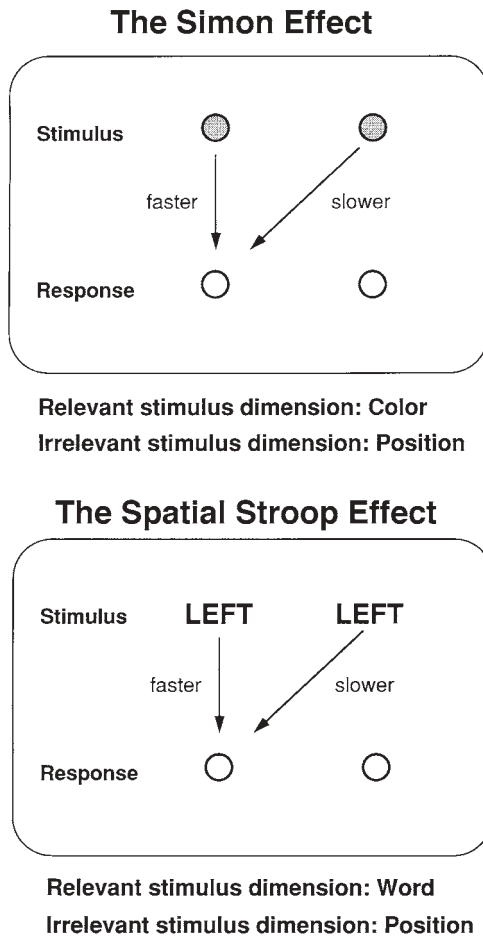 The Simon Effect
Stimulus
faster slower
Response
Relevant stimulus dimension: Color
Irrelevant stimulus dimension: Position
The Spatial Stroop Effect
Stimulus LEFT LEFT
faster slower
Response
Relevant stimulus dimension: Word
Irrelevant stimulus dimension: Position